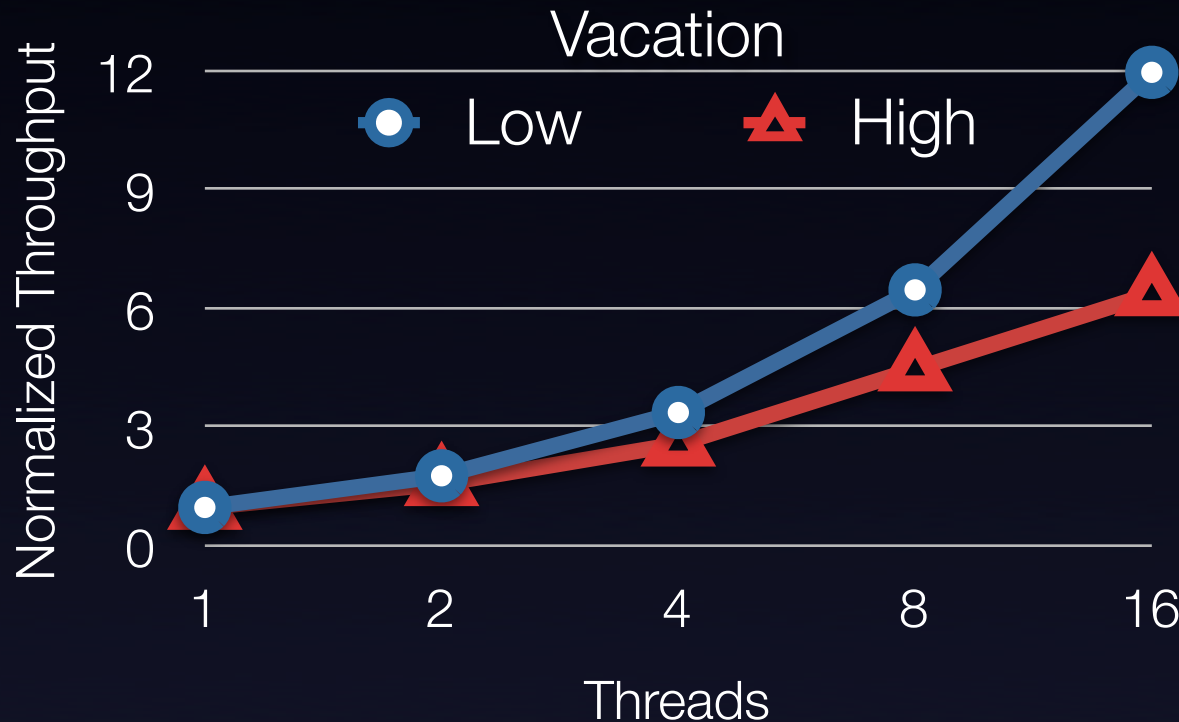 Vacation
Normalized Throughput
12
Low High
9
6
3
0
1 2 4 8 16
Threads